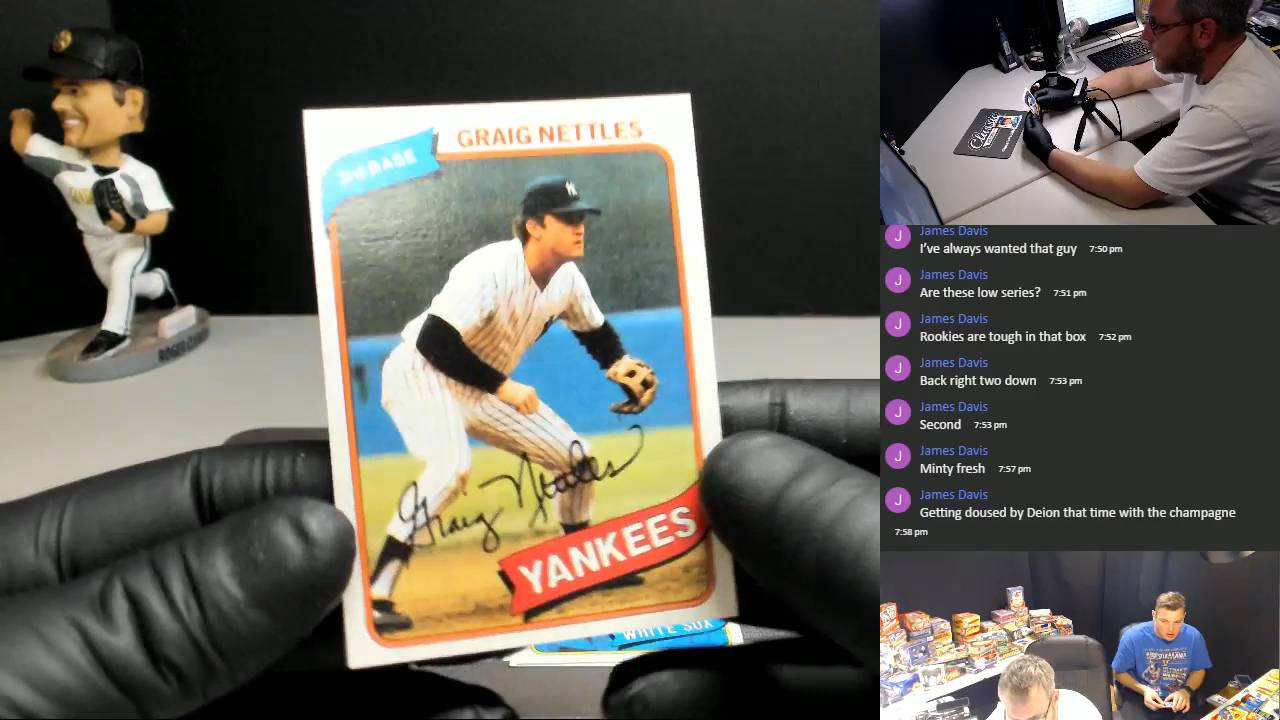 GRAIG NETTLES
3rd BASE
Graig Nettles
YANKEES
WHITE SOX
Classic
James Davis
I've always wanted that guy 7:50 pm
James Davis
Are these low series? 7:51 pm
James Davis
Rookies are tough in that box 7:52 pm
James Davis
Back right two down 7:53 pm
James Davis
Second 7:53 pm
James Davis
Minty fresh 7:57 pm
James Davis
Getting doused by Deion that time with the champagne
7:58 pm
J
J
J
J
J
J
J